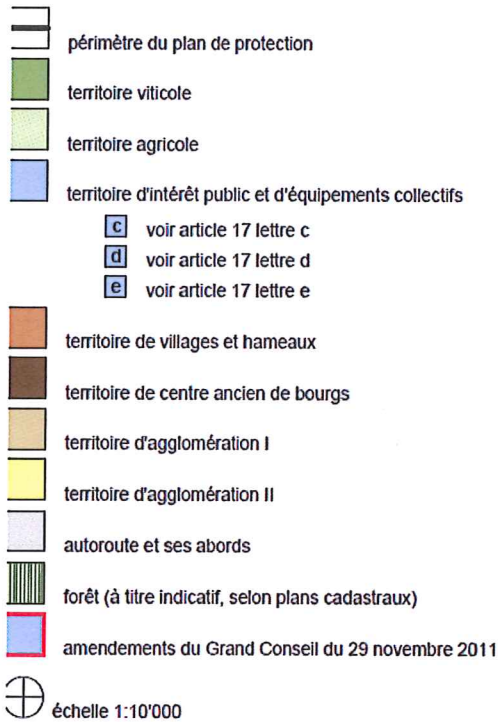 périmètre du plan de protection
territoire viticole
territoire agricole
territoire d'intérêt public et d'équipements collectifs
c voir article 17 lettre c
d voir article 17 lettre d
e voir article 17 lettre e
territoire de villages et hameaux
territoire de centre ancien de bourgs
territoire d'agglomération I
territoire d'agglomération II
autoroute et ses abords
forêt (à titre indicatif, selon plans cadastraux)
amendements du Grand Conseil du 29 novembre 2011
échelle 1:10'000